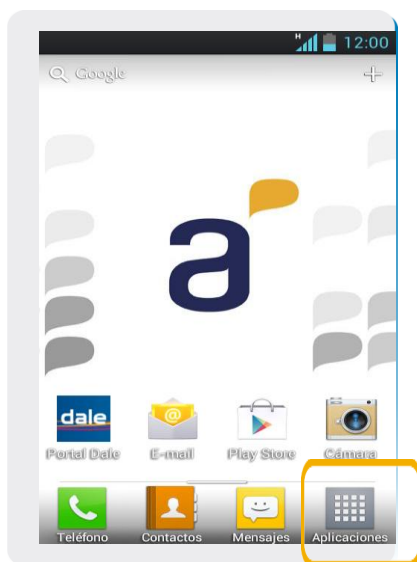 H 12:00
Google
a
dale
Portal Dale E-mail Play Store Cámara
Teléfono Contactos Mensajes Aplicaciones